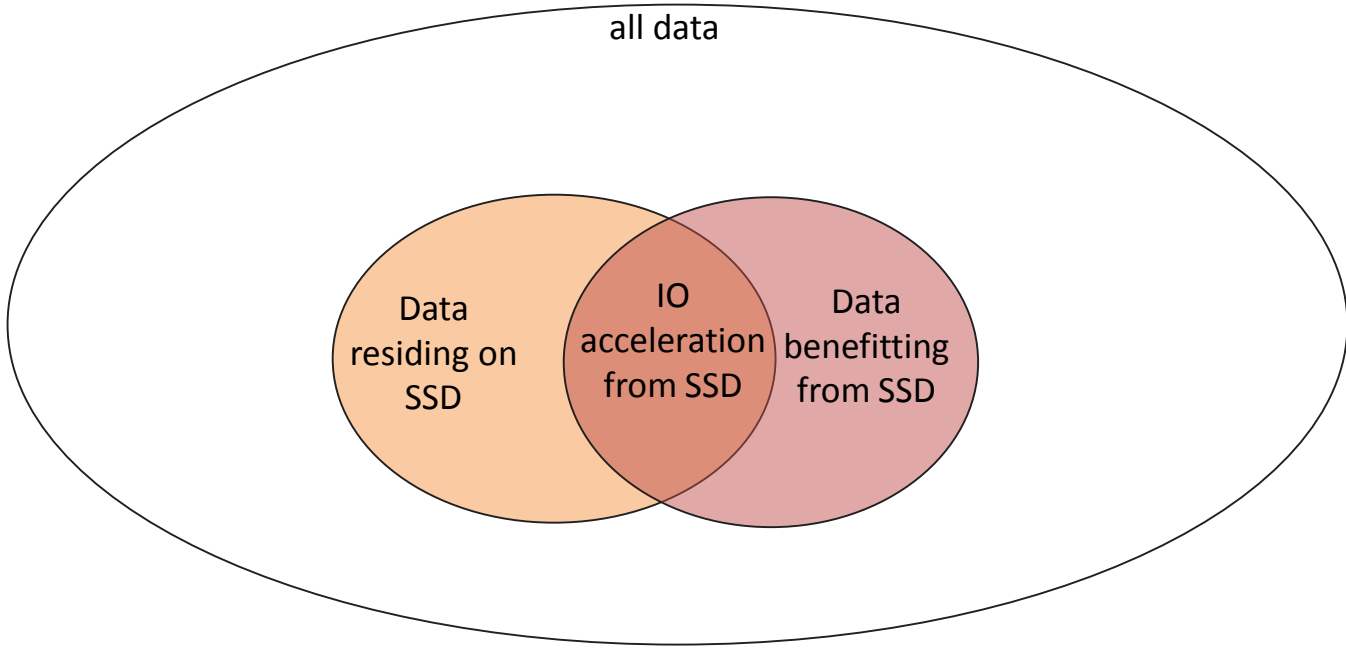 all data
Data
residing on
SSD
IO
acceleration
from SSD
Data
benefitting
from SSD